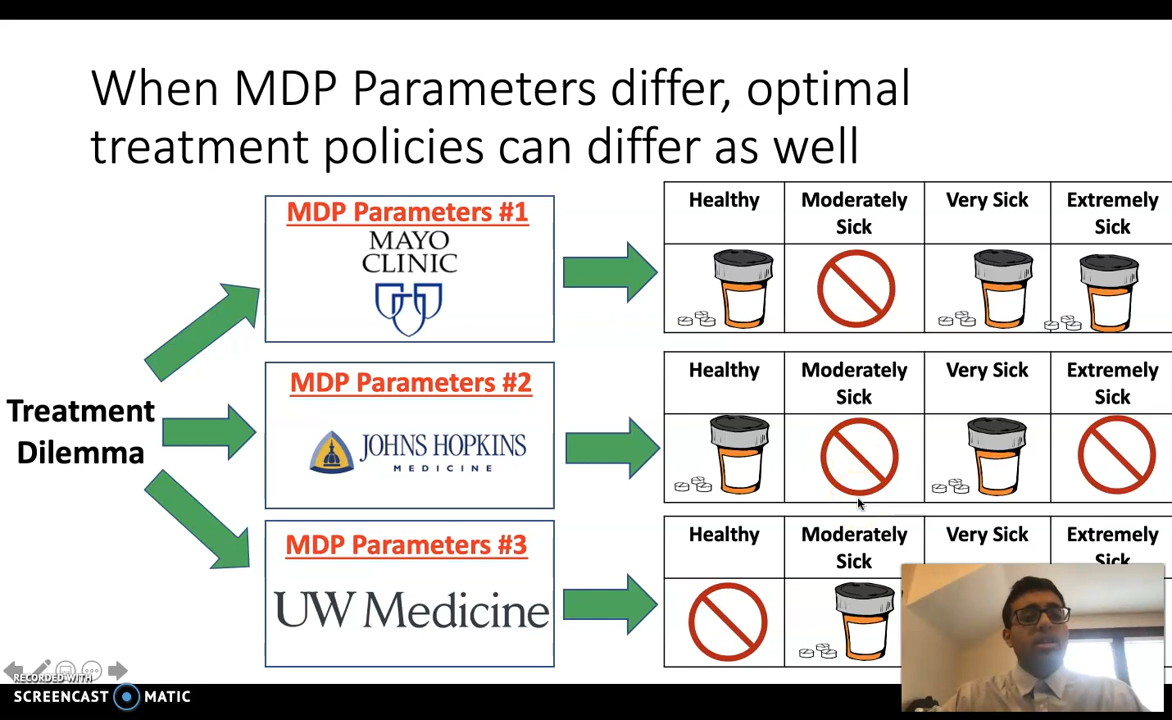 When MDP Parameters differ, optimal
treatment policies can differ as well
MDP Parameters #1
MAYO
CLINIC
Healthy
Moderately
Sick
Very Sick
Extremely
Sick
Treatment
Dilemma
MDP Parameters #2
JOHNS HOPKINS
MEDICINE
Healthy
Moderately
Sick
Very Sick
Extremely
Sick
MDP Parameters #3
UW Medicine
Healthy
Moderately
Sick
Very Sick
Extremely
Sick
RECORDED WITH
SCREENCAST MATIC